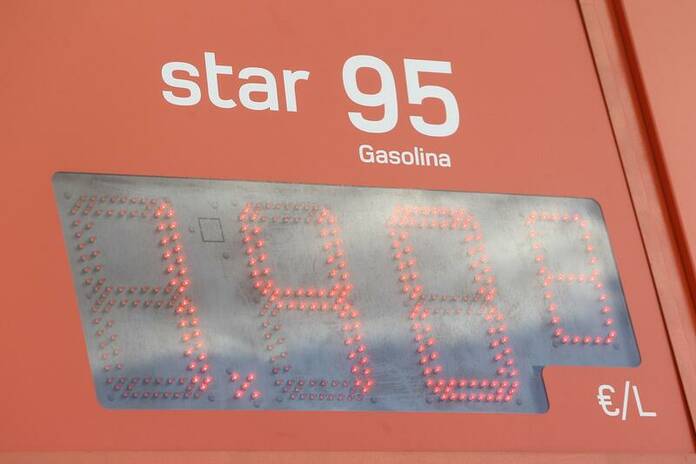 star 95
Gasolina
€/L